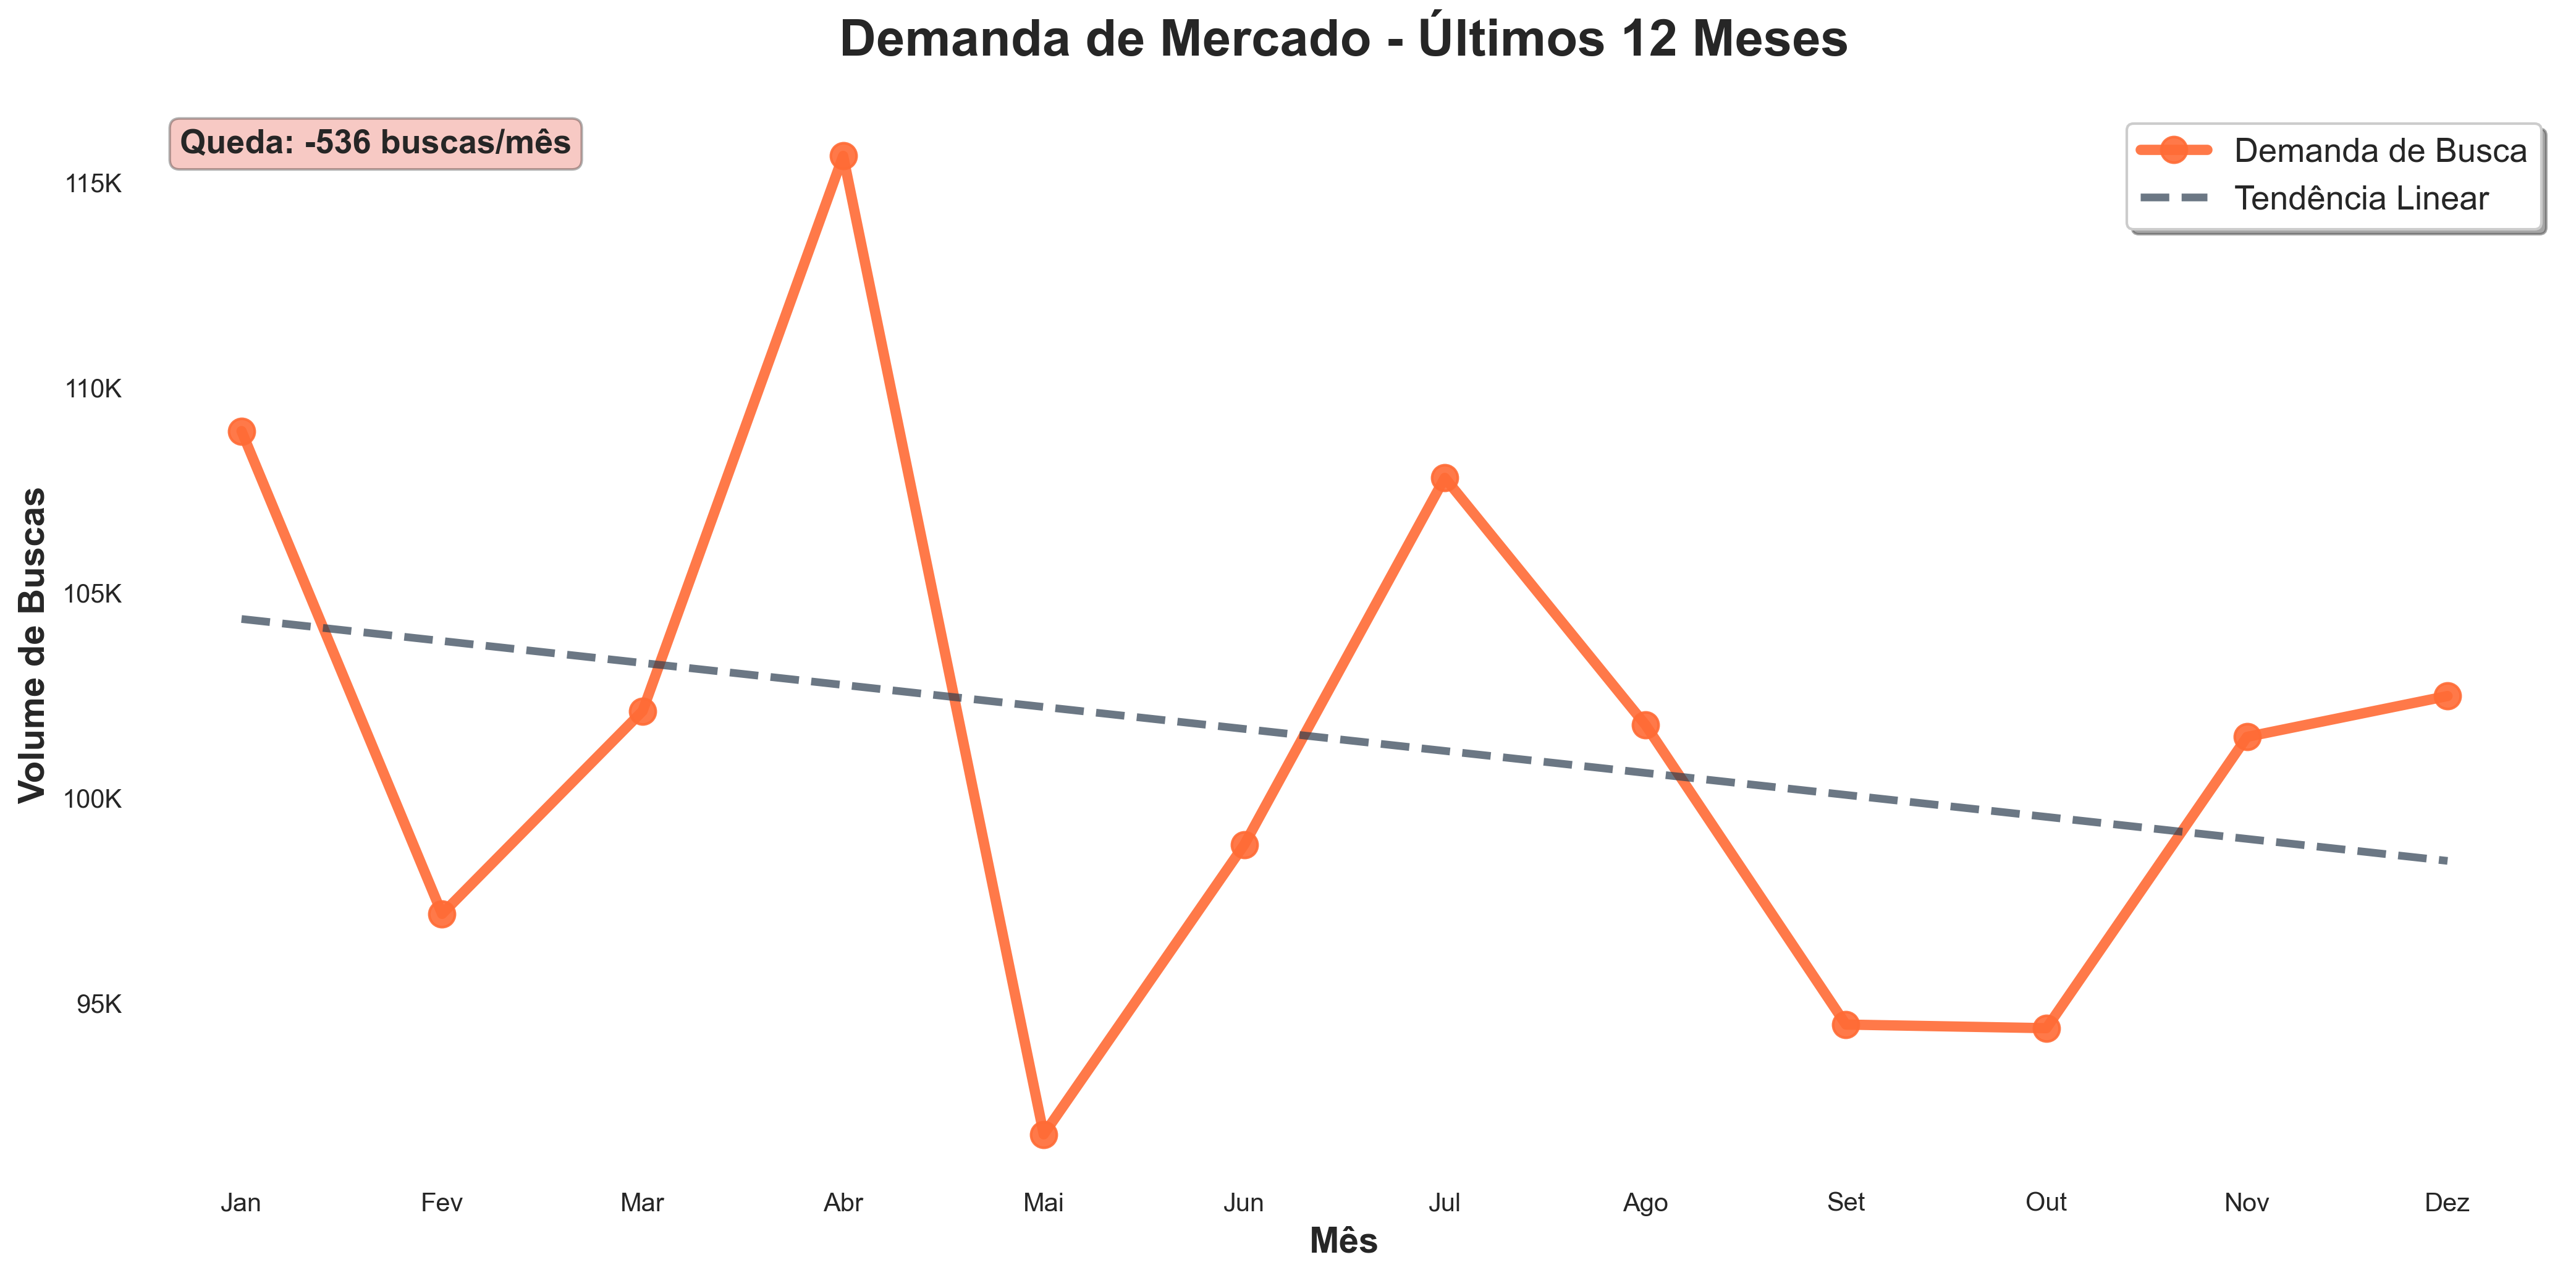 Demanda de Mercado - Últimos 12 Meses
Queda: -536 buscas/mês
Demanda de Busca
Tendência Linear
Volume de Buscas
115K
110K
105K
100K
95K
Jan Fev Mar Abr Mai Jun Jul Ago Set Out Nov Dez
Mês